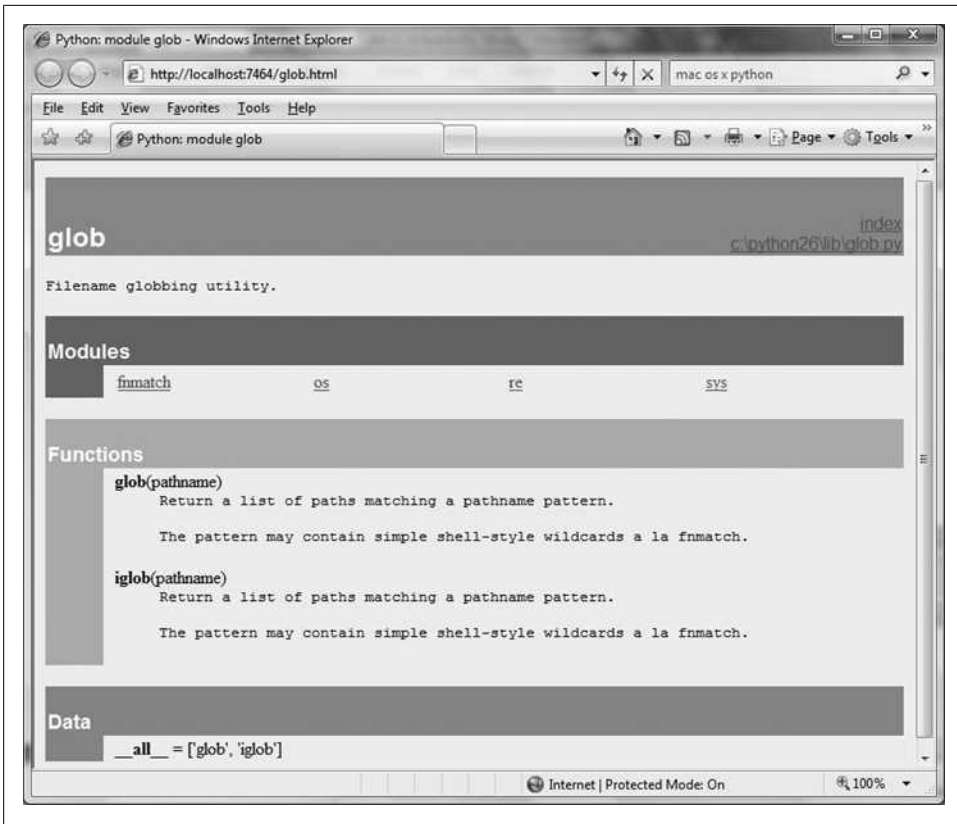 Python: module glob - Windows Internet Explorer
http://localhost:7464/glob.html
mac os x python
File Edit View Favorites Tools Help
Python: module glob
Page Tools »
glob
index
c:\python26\lib\glob.py
Filename globbing utility.
Modules
fnmatch os re sys
Functions
glob(pathname)
Return a list of paths matching a pathname pattern.
The pattern may contain simple shell-style wildcards a la fnmatch.
iglob(pathname)
Return a list of paths matching a pathname pattern.
The pattern may contain simple shell-style wildcards a la fnmatch.
Data
__all__ = ['glob', 'iglob']
Internet | Protected Mode: On 100%